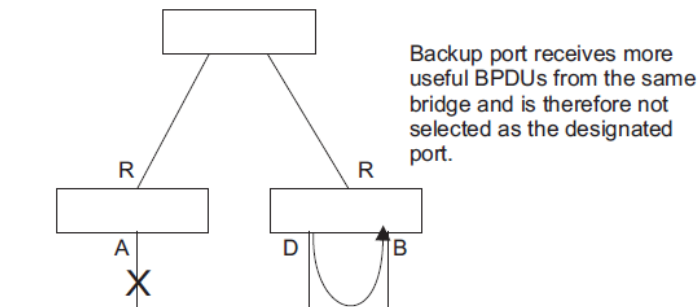 Backup port receives more
useful BPDUs from the same
bridge and is therefore not
selected as the designated
port.
R
R
A
D
B
X